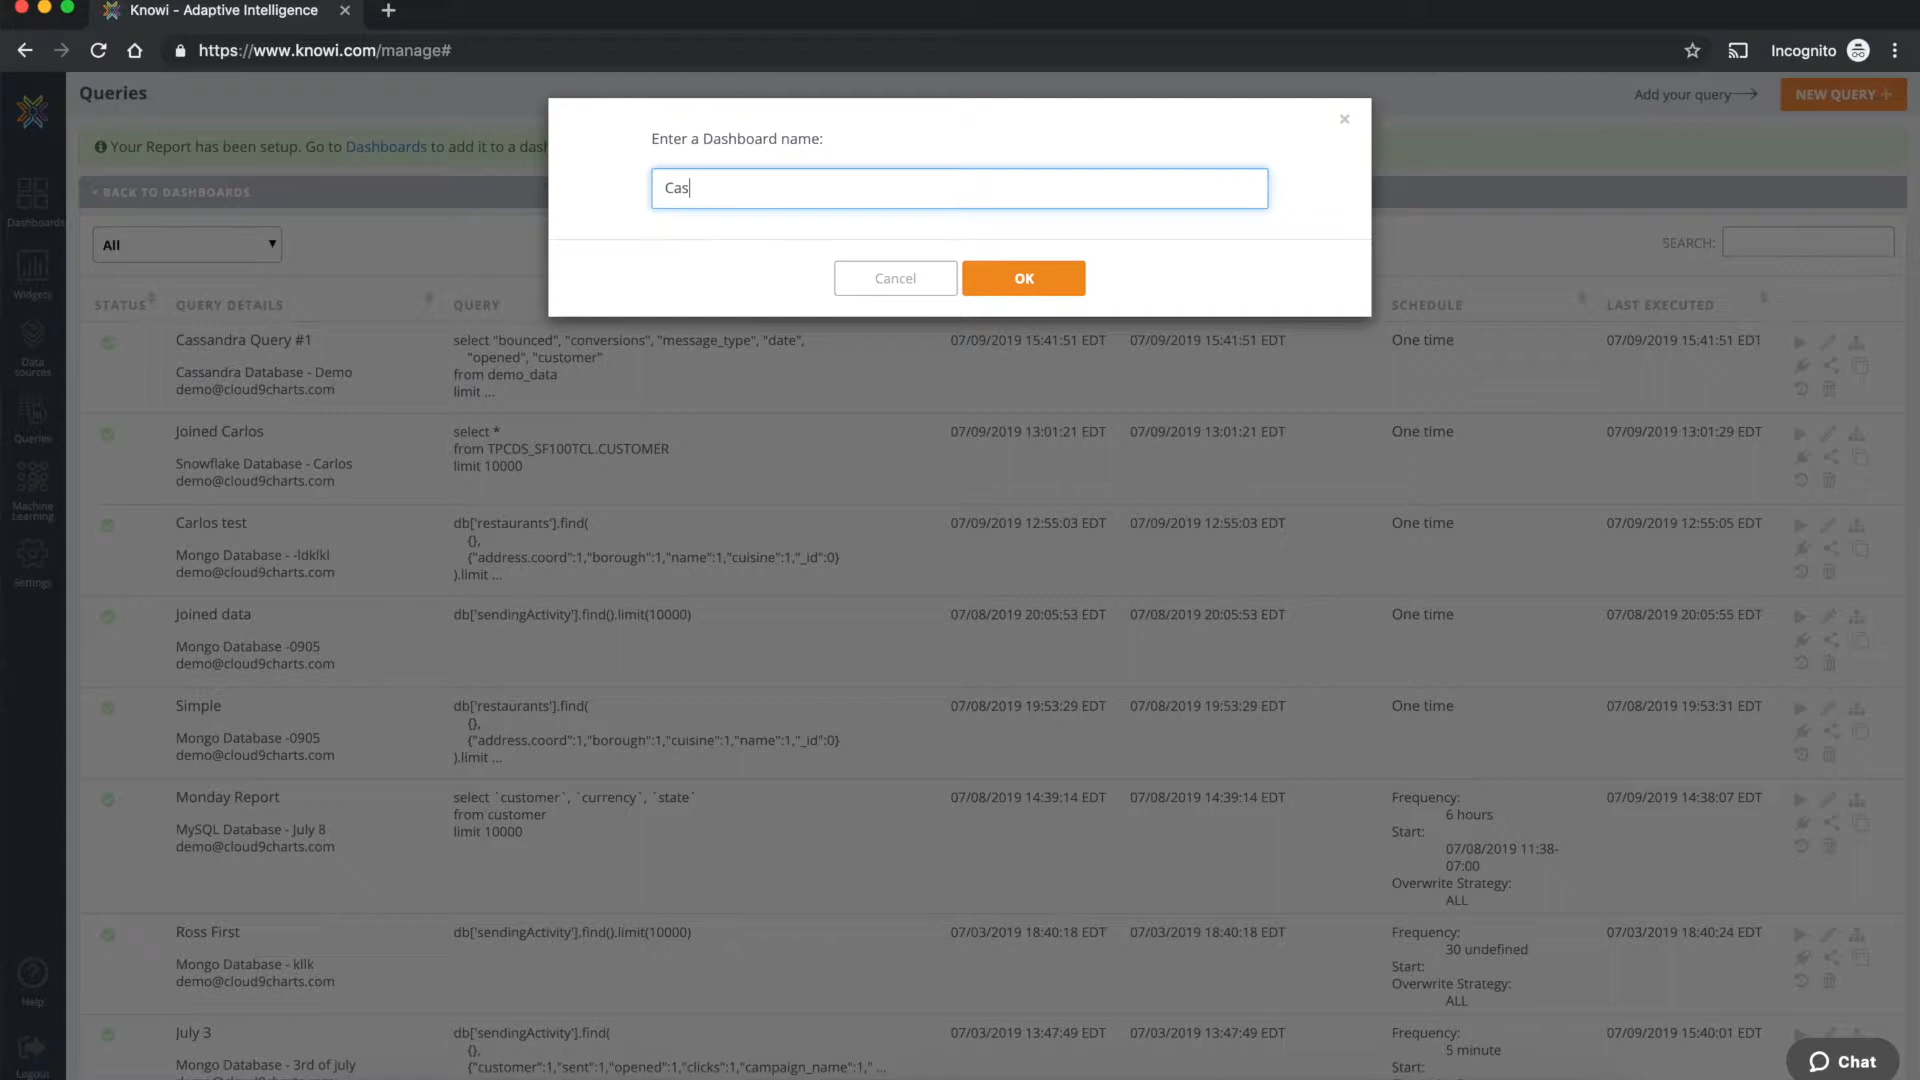 Knowi - Adaptive Intelligence
https://www.knowi.com/manage#
Incognito
Queries
Add your query
NEW QUERY +
Your Report has been setup. Go to Dashboards to add it to a dash
< BACK TO DASHBOARDS
Enter a Dashboard name:
Cas
Cancel
OK
Dashboards
Widgets
Data sources
Queries
Machine Learning
Settings
Help
Logout
All
SEARCH:
STATUS QUERY DETAILS QUERY SCHEDULE LAST EXECUTED
Cassandra Query #1
Cassandra Database - Demo
demo@cloud9charts.com
select "bounced", "conversions", "message_type", "date",
"opened", "customer"
from demo_data
limit ...
07/09/2019 15:41:51 EDT 07/09/2019 15:41:51 EDT One time 07/09/2019 15:41:51 EDT
Joined Carlos
Snowflake Database - Carlos
demo@cloud9charts.com
select *
from TPCDS_SF100TCL.CUSTOMER
limit 10000
07/09/2019 13:01:21 EDT 07/09/2019 13:01:21 EDT One time 07/09/2019 13:01:29 EDT
Carlos test
Mongo Database - -ldklkl
demo@cloud9charts.com
db['restaurants'].find(
{},
{"address.coord":1,"borough":1,"name":1,"cuisine":1,"_id":0}
).limit ...
07/09/2019 12:55:03 EDT 07/09/2019 12:55:03 EDT One time 07/09/2019 12:55:05 EDT
Joined data
Mongo Database -0905
demo@cloud9charts.com
db['sendingActivity'].find().limit(10000)
07/08/2019 20:05:53 EDT 07/08/2019 20:05:53 EDT One time 07/08/2019 20:05:55 EDT
Simple
Mongo Database -0905
demo@cloud9charts.com
db['restaurants'].find(
{},
{"address.coord":1,"borough":1,"cuisine":1,"name":1,"_id":0}
).limit ...
07/08/2019 19:53:29 EDT 07/08/2019 19:53:29 EDT One time 07/08/2019 19:53:31 EDT
Monday Report
MySQL Database - July 8
demo@cloud9charts.com
select `customer`, `currency`, `state`
from customer
limit 10000
07/08/2019 14:39:14 EDT 07/08/2019 14:39:14 EDT
Frequency:
6 hours
Start:
07/08/2019 11:38-
07:00
Overwrite Strategy:
ALL
07/09/2019 14:38:07 EDT
Ross First
Mongo Database - kllk
demo@cloud9charts.com
db['sendingActivity'].find().limit(10000)
07/03/2019 18:40:18 EDT 07/03/2019 18:40:18 EDT
Frequency:
30 undefined
Start:
Overwrite Strategy:
ALL
07/03/2019 18:40:24 EDT
July 3
Mongo Database - 3rd of july
db['sendingActivity'].find(
{},
{"customer":1,"sent":1,"opened":1,"clicks":1,"campaign_name":1,* ...
07/03/2019 13:47:49 EDT 07/03/2019 13:47:49 EDT
Frequency:
5 minute
Start:
07/09/2019 15:40:01 EDT
Chat